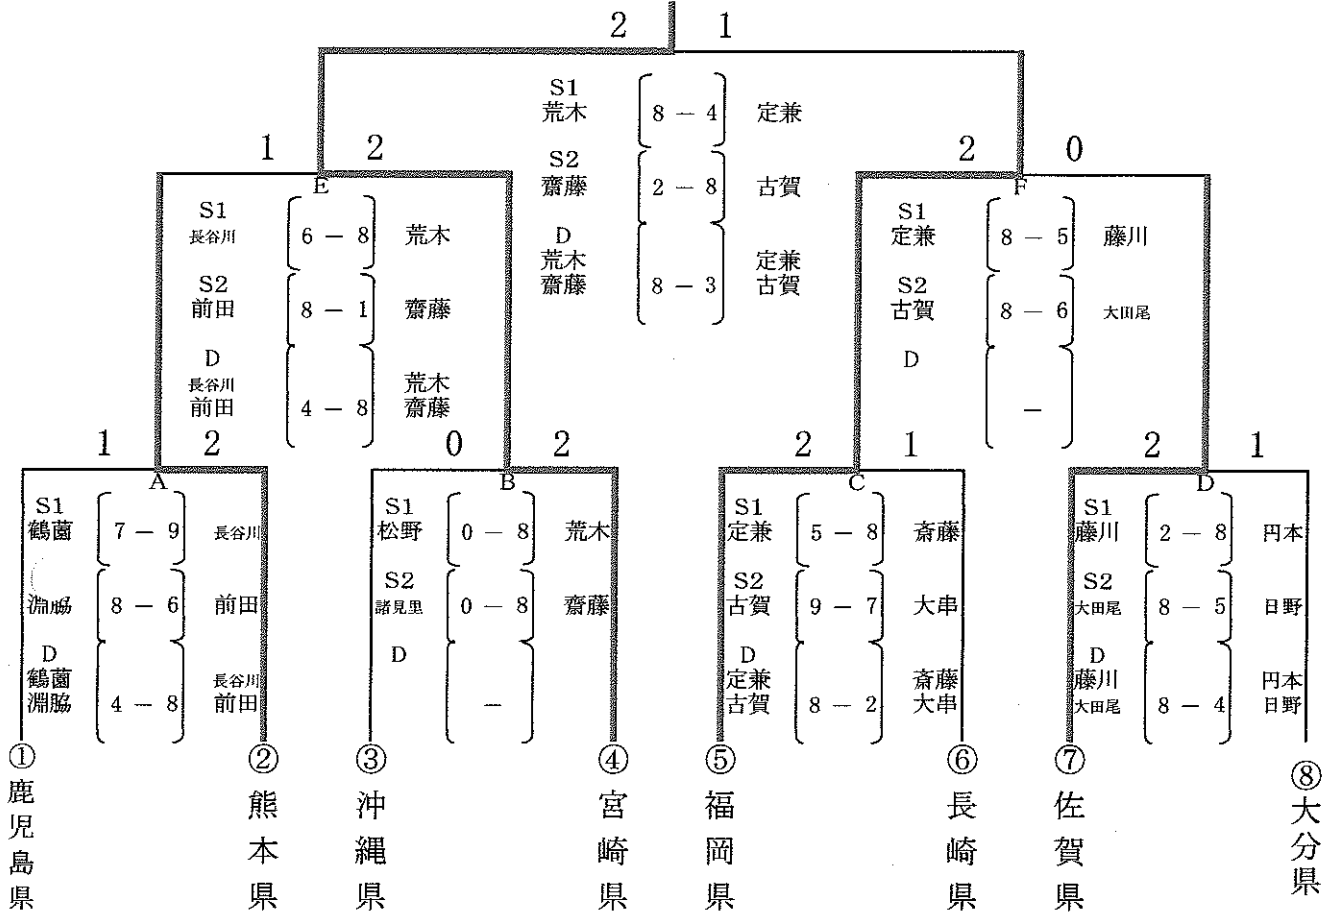 2 1
S1
荒木 8 － 4 定兼
S2
齋藤 2 － 8 古賀
D
荒木 定兼
齋藤 8 － 3 古賀
1 2
E
S1
長谷川 6 － 8 荒木
S2
前田 8 － 1 齋藤
D
長谷川 荒木
前田 4 － 8 齋藤
2 0
F
S1
定兼 8 － 5 藤川
S2
古賀 8 － 6 大田尾
D
－
1 2
A
S1
鶴薗 7 － 9 長谷川
淵脇 8 － 6 前田
D
鶴薗 長谷川
淵脇 4 － 8 前田
0 2
B
S1
松野 0 － 8 荒木
S2
諸見里 0 － 8 齋藤
D
－
2 1
C
S1
定兼 5 － 8 斎藤
S2
古賀 9 － 7 大串
D
定兼 斎藤
古賀 8 － 2 大串
2 1
D
S1
藤川 2 － 8 円本
S2
大田尾 8 － 5 日野
D
藤川 円本
大田尾 8 － 4 日野
①鹿児島県
②熊本県
③沖縄県
④宮崎県
⑤福岡県
⑥長崎県
⑦佐賀県
⑧大分県